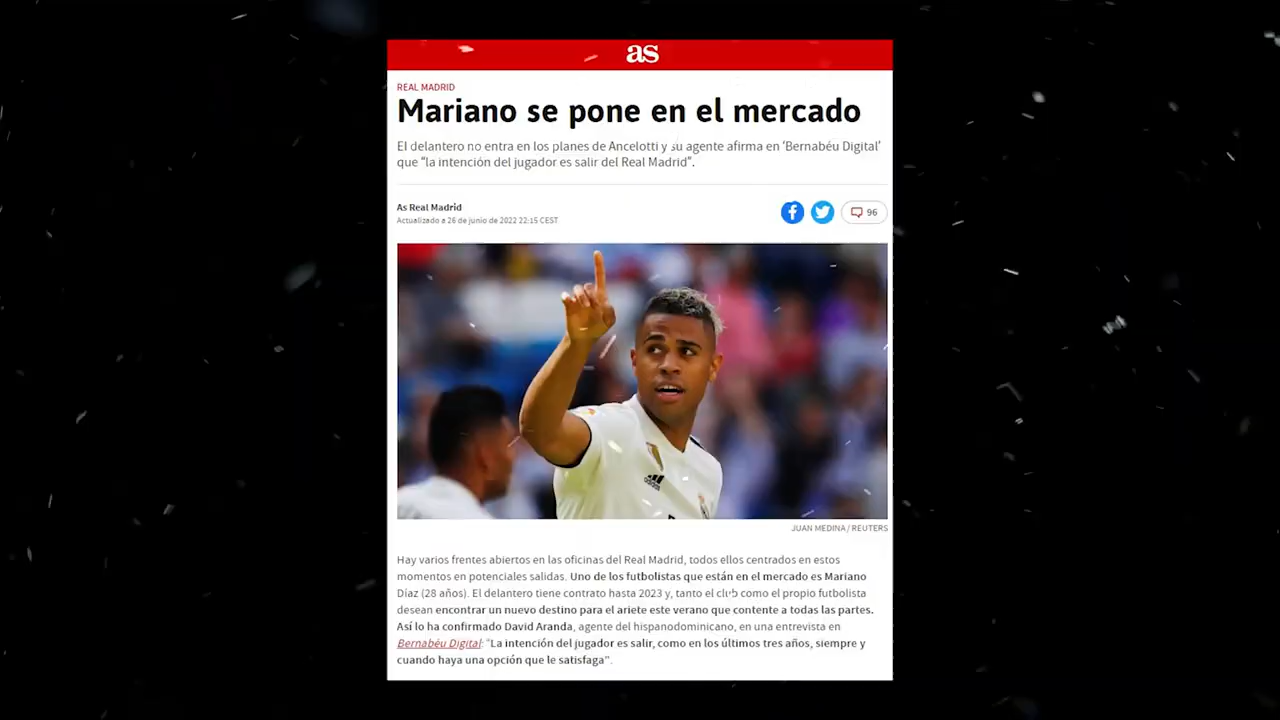 as
REAL MADRID
Mariano se pone en el mercado
El delantero no entra en los planes de Ancelotti y su agente afirma en ‘Bernabéu Digital’
que “la intención del jugador es salir del Real Madrid”.
As Real Madrid
Actualizado a 26 de junio de 2022 22:15 CEST
96
JUAN MEDINA / REUTERS
Hay varios frentes abiertos en las oficinas del Real Madrid, todos ellos centrados en estos
momentos en potenciales salidas. Uno de los futbolistas que están en el mercado es Mariano
Díaz (28 años). El delantero tiene contrato hasta 2023 y, tanto el club como el propio futbolista
desean encontrar un nuevo destino para el ariete este verano que contente a todas las partes.
Así lo ha confirmado David Aranda, agente del hispanodominicano, en una entrevista en
Bernabéu Digital: “La intención del jugador es salir, como en los últimos tres años, siempre y
cuando haya una opción que le satisfaga”.